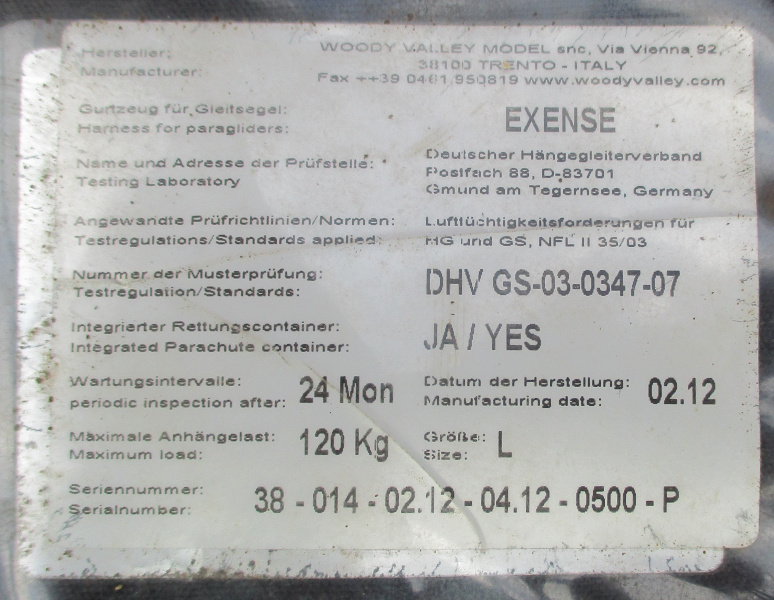 Hersteller: WOODY VALLEY MODEL snc, Via Vienna 92,
Manufacturer: 38100 TRENTO - ITALY
Fax ++39 0461.950819 www.woodyvalley.com
Gurtzeug für Gleitsegel:
Harness for paragliders: EXENSE
Name und Adresse der Prüfstelle: Deutscher Hängegleiterverband
Testing Laboratory Postfach 88, D-83701
Gmund am Tegernsee, Germany
Angewandte Prüfrichtlinien/Normen: Lufttüchtigkeitsforderungen für
Testregulations/Standards applied: HG und GS, NFL II 35/03
Nummer der Musterprüfung:
Testregulation/Standards: DHV GS-03-0347-07
Integrierter Rettungscontainer:
Integrated Parachute container: JA / YES
Wartungsintervalle: 24 Mon Datum der Herstellung: 02.12
periodic inspection after: Manufacturing date:
Maximale Anhängelast: 120 Kg Größe: L
Maximum load: Size:
Seriennummer:
Serialnumber: 38 - 014 - 02.12 - 04.12 - 0500 - P